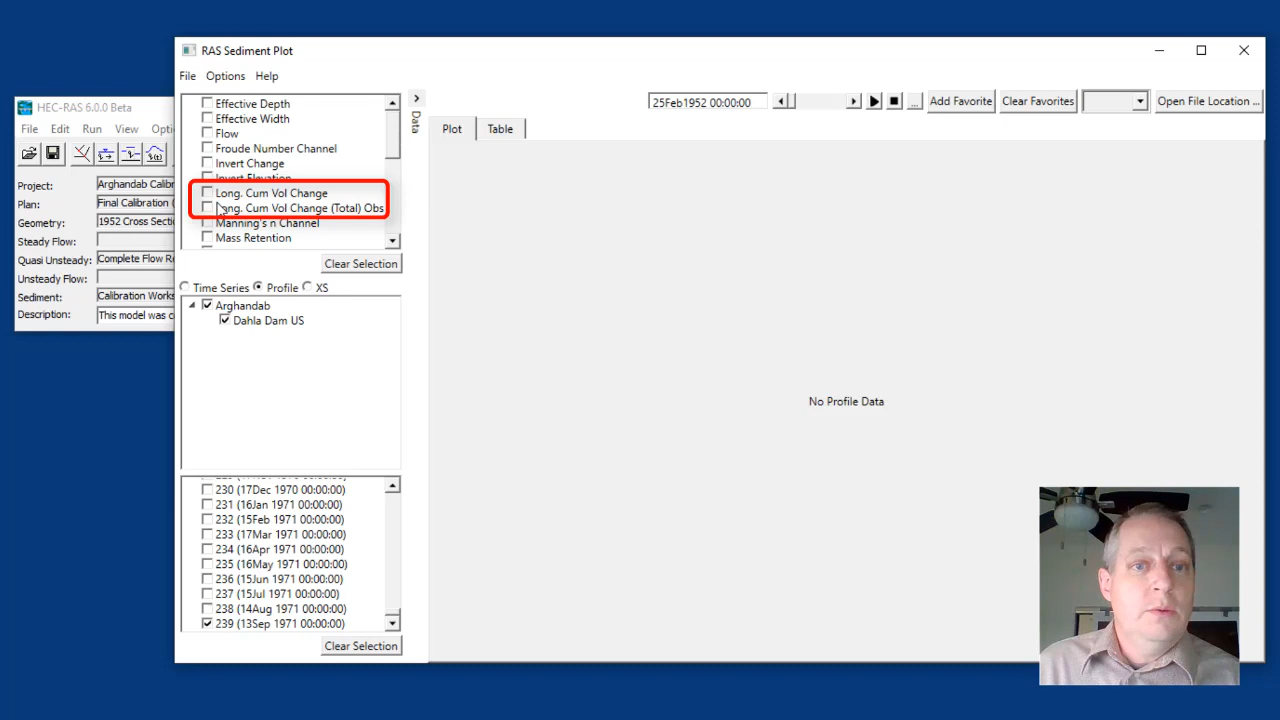 RAS Sediment Plot
File Options Help
HEC-RAS 6.0.0 Beta
File Edit Run View Opti
Project: Arghandab Calibr
Plan: Final Calibration (
Geometry: 1952 Cross Secti
Steady Flow:
Quasi Unsteady: Complete Flow Re
Unsteady Flow:
Sediment: Calibration Works
Description: This model was c
Effective Depth
Effective Width
Flow
Froude Number Channel
Invert Change
Invert Elevation
Long. Cum Vol Change
Long. Cum Vol Change (Total) Obs
Manning's n Channel
Mass Retention
Clear Selection
Time Series Profile XS
Arghandab
Dahla Dam US
230 (17Dec 1970 00:00:00)
231 (16Jan 1971 00:00:00)
232 (15Feb 1971 00:00:00)
233 (17Mar 1971 00:00:00)
234 (16Apr 1971 00:00:00)
235 (16May 1971 00:00:00)
236 (15Jun 1971 00:00:00)
237 (15Jul 1971 00:00:00)
238 (14Aug 1971 00:00:00)
239 (13Sep 1971 00:00:00)
Clear Selection
Data
25Feb1952 00:00:00 ... Add Favorite Clear Favorites Open File Location ...
Plot Table
No Profile Data